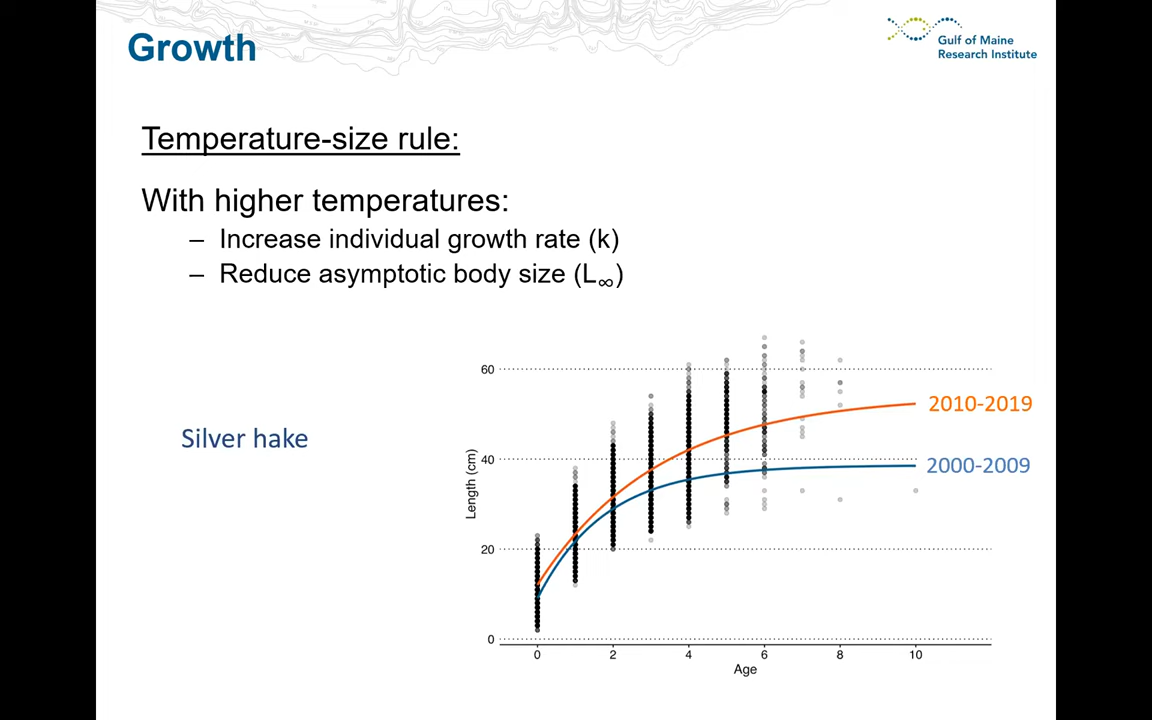 Growth
Gulf of Maine
Research Institute
Temperature-size rule:
With higher temperatures:
– Increase individual growth rate (k)
– Reduce asymptotic body size (L∞)
Silver hake
60
40
20
0
Length (cm)
2010-2019
2000-2009
0 2 4 6 8 10
Age